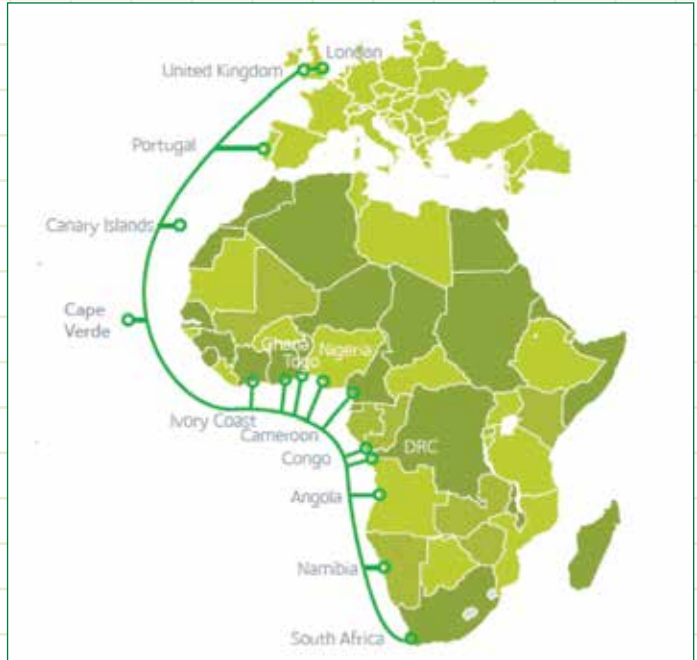 London
United Kingdom
Portugal
Canary Islands
Cape
Verde
Ghana
Togo
Nigeria
Ivory Coast
Cameroon
Congo
DRC
Angola
Namibia
South Africa